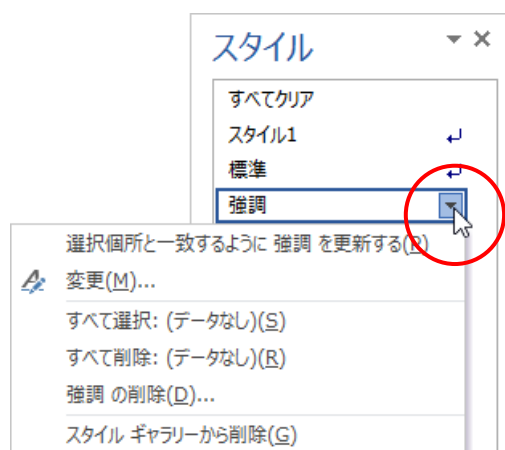 スタイル
すべてクリア
スタイル1
標準
強調
選択個所と一致するように 強調 を更新する(P)
変更(M)...
すべて選択: (データなし)(S)
すべて削除: (データなし)(R)
強調 の削除(D)...
スタイル ギャラリーから削除(G)